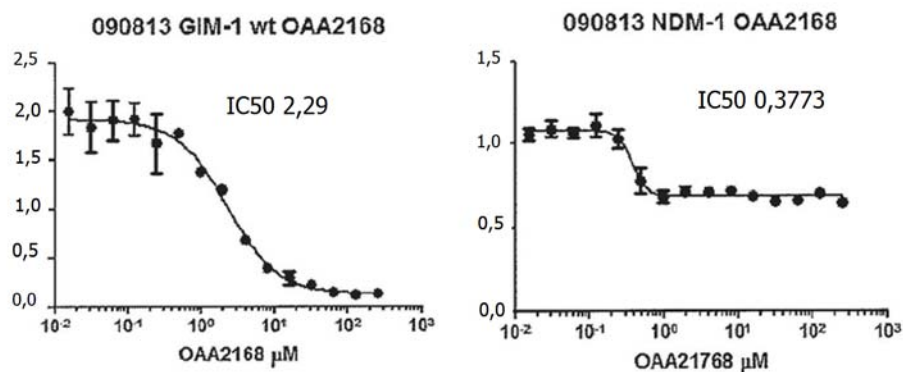 090813 GIM-1 wt OAA2168
2,5
2,0
1,5
1,0
0,5
0,0
IC50 2,29
10-2 10-1 100 101 102 103
OAA2168 µM
090813 NDM-1 OAA2168
1,5
1,0
0,5
0,0
IC50 0,3773
10-2 10-1 100 101 102 103
OAA21768 µM